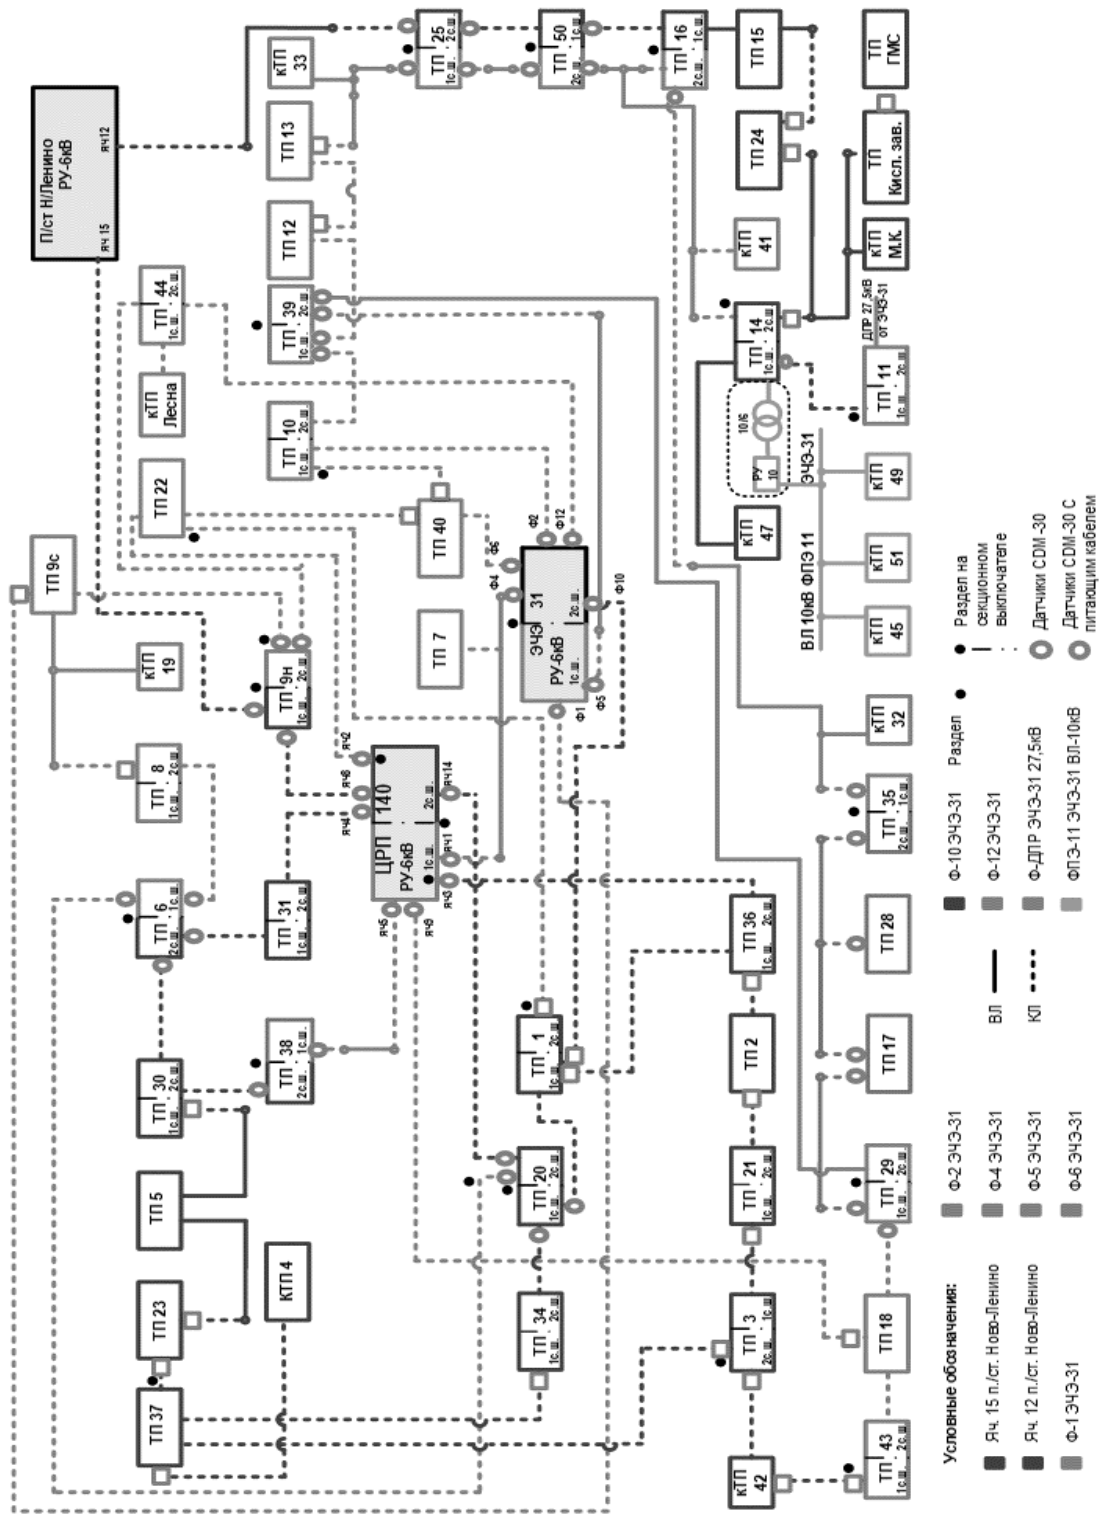 П/ст Н/Ленино
РУ-6кВ
яч 15
яч12
кТП
33
ТП 25
1с.ш.
2с.ш.
ТП 50
2с.ш.
1с.ш.
ТП 16
2с.ш.
1с.ш.
ТП 15
ТП
ГМС
ТП 13
ТП 24
ТП
Кисл. зав.
ТП 12
кТП
41
кТП
М.К.
ТП 44
1с.ш.
2с.ш.
ТП 39
1с.ш.
2с.ш.
ТП 14
1с.ш.
2с.ш
ДПР 27,5кВ
от ЭЧЭ-31
кТП
Лесна
ТП 10
1с.ш.
2с.ш.
ТП 11
1с.ш.
2с.ш
10/6
РУ
10
ЭЧЭ-31
ТП 22
ТП 40
кТП
47
кТП
49
ВЛ 10кВ ФПЭ 11
кТП
51
кТП
45
ТП 9с
Ф2
Ф12
Ф6
Ф4
Ф10
ТП 7
ЭЧЭ 31
РУ-6кВ
1с.ш.
2с.ш.
Ф1
Ф5
кТП
19
ТП 9н
1с.ш.
2с.ш.
кТП
32
ТП 8
1с.ш.
2с.ш
яч2
яч8
яч4
яч14
ЦРП 140
РУ-6кВ
1с.ш.
2с.ш.
яч1
яч3
яч5
яч9
ТП 35
2с.ш.
1с.ш.
ТП 6
2с.ш.
1с.ш.
ТП 31
1с.ш.
2с.ш.
ТП 36
1с.ш.
2с.ш.
ТП 28
ТП 30
1с.ш.
2с.ш.
ТП 38
2с.ш.
1с.ш.
ТП 1
1с.ш.
2с.ш
ТП 2
ТП 17
ТП 5
ТП 20
1с.ш.
2с.ш.
ТП 21
1с.ш.
2с.ш
ТП 29
1с.ш.
2с.ш.
ТП 23
КТП 4
ТП 34
1с.ш.
2с.ш.
ТП 3
2с.ш.
1с.ш
ТП 18
ТП 37
кТП
42
ТП 43
1с.ш.
2с.ш.
Условные обозначения:
Яч. 15 п./ст. Ново-Ленино
Яч. 12 п./ст. Ново-Ленино
Ф-1 ЭЧЭ-31
Ф-2 ЭЧЭ-31
Ф-4 ЭЧЭ-31
Ф-5 ЭЧЭ-31
Ф-6 ЭЧЭ-31
ВЛ
КЛ
Ф-10 ЭЧЭ-31
Ф-12 ЭЧЭ-31
Ф-ДПР ЭЧЭ-31 27,5кВ
ФПЭ-11 ЭЧЭ-31 ВЛ-10кВ
Раздел
Раздел на
секционном
выключателе
Датчики CDM -30
Датчики CDM -30 С
питающим кабелем